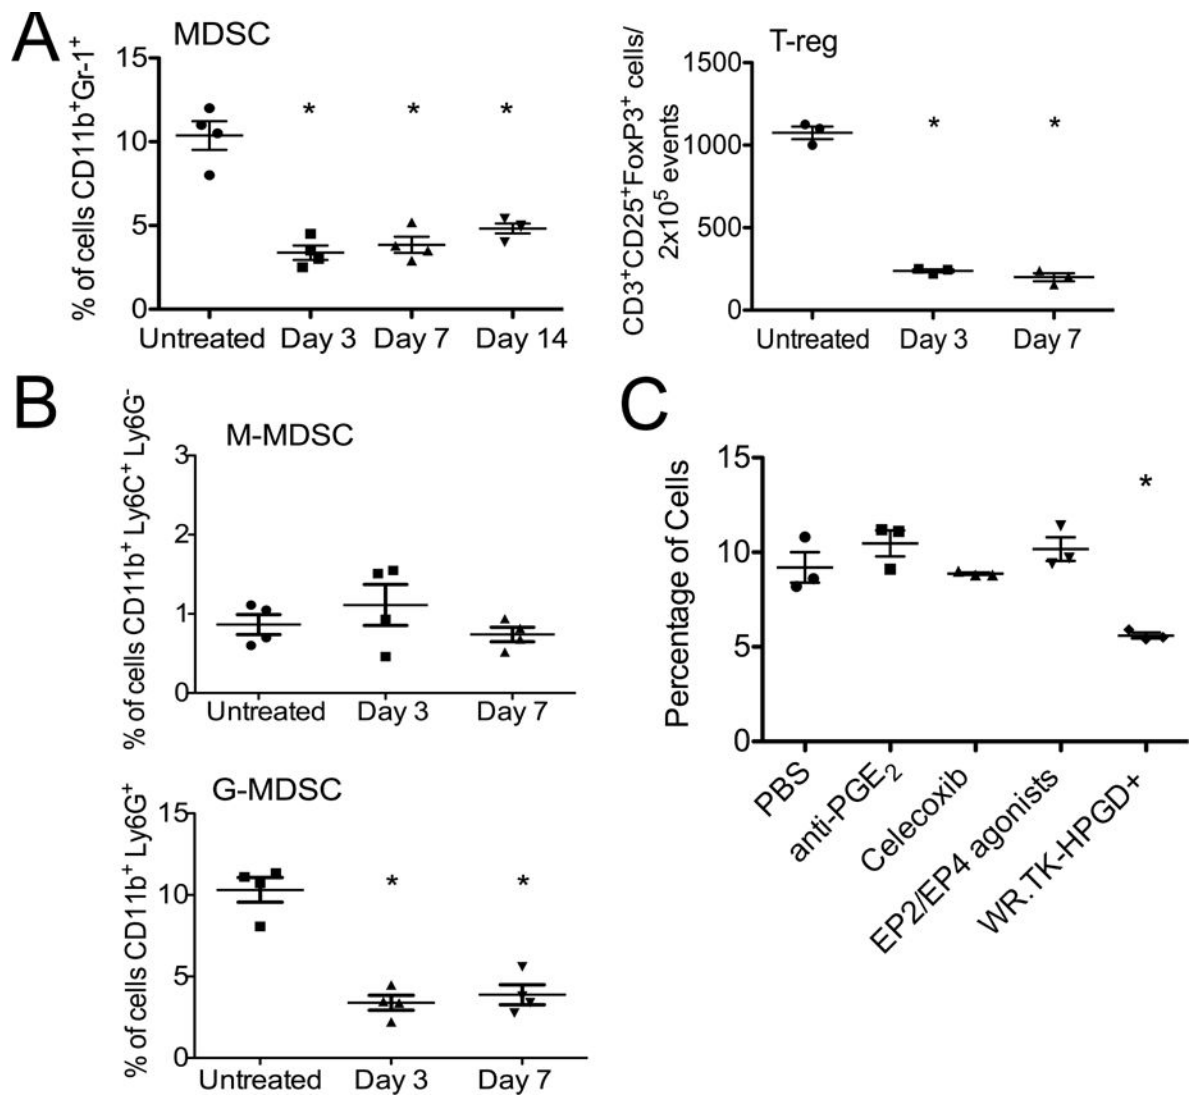 A
MDSC
% of cells CD11b⁺Gr-1⁺
15
10
5
0
*
*
*
Untreated
Day 3
Day 7
Day 14
T-reg
CD3⁺CD25⁺FoxP3⁺ cells/
2x10⁵ events
1500
1000
500
0
*
*
Untreated
Day 3
Day 7
B
M-MDSC
% of cells CD11b⁺ Ly6C⁺ Ly6G⁻
3
2
1
0
Untreated
Day 3
Day 7
G-MDSC
% of cells CD11b⁺ Ly6G⁺
15
10
5
0
*
*
Untreated
Day 3
Day 7
C
Percentage of Cells
15
10
5
0
*
PBS
anti-PGE₂
Celecoxib
EP2/EP4 agonists
WR.TK-HPGD+